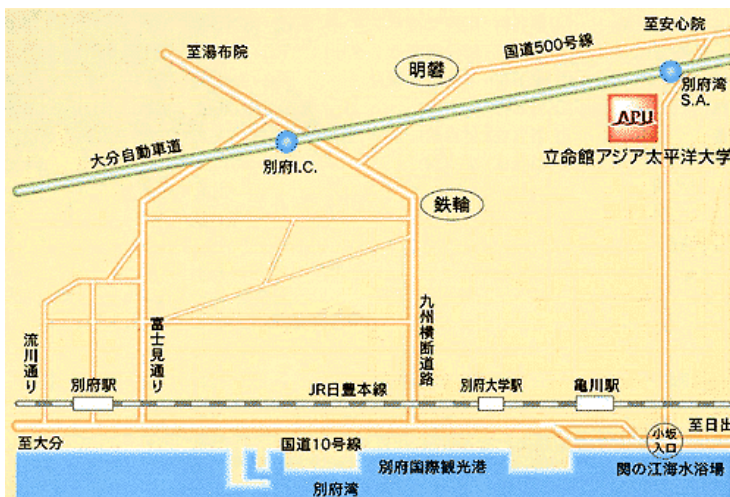 至安心院
国道500号線
至湯布院
明礬
別府湾
S.A.
APU
大分自動車道
立命館アジア太平洋大学
別府I.C.
鉄輪
九州横断道路
富士見通り
流川通り
別府駅
JR日豊本線
別府大学駅
亀川駅
至日出
至大分
国道10号線
小坂
入口
別府国際観光港
関の江海水浴場
別府湾